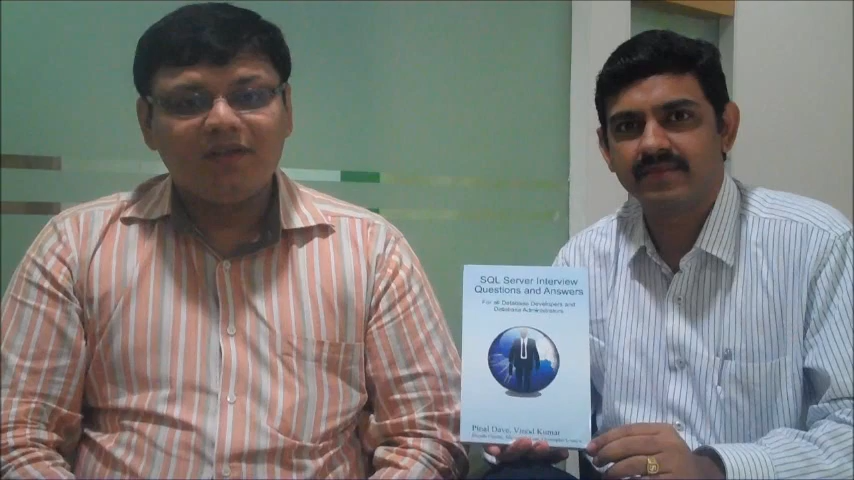 SQL Server Interview
Questions and Answers
For all Database Developers and
Database Administrators
Pinal Dave, Vinod Kumar